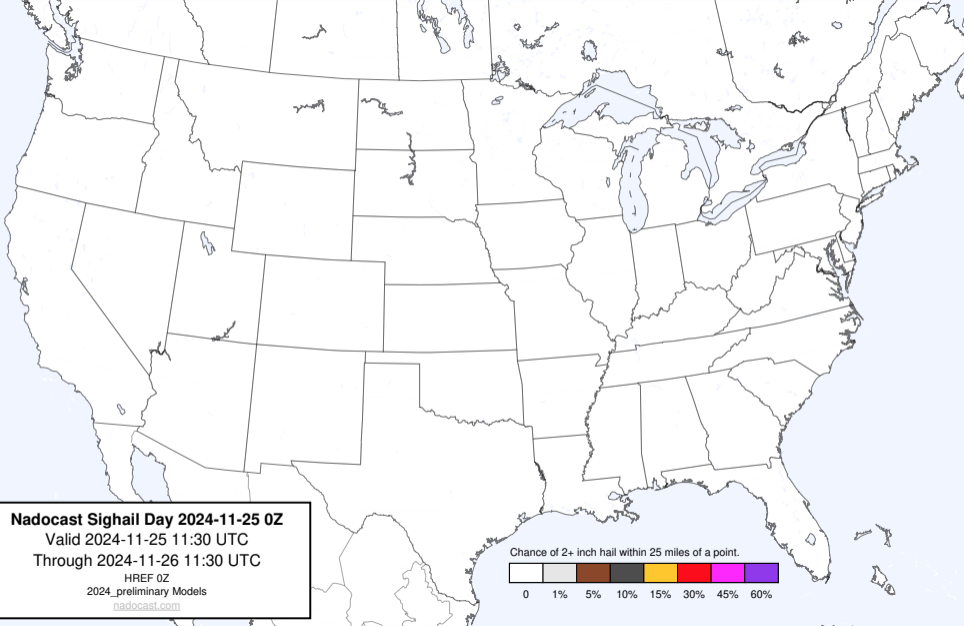 Nadocast Sighail Day 2024-11-25 0Z
Valid 2024-11-25 11:30 UTC
Through 2024-11-26 11:30 UTC
HREF 0Z
2024_preliminary Models
nadocast.com
Chance of 2+ inch hail within 25 miles of a point.
0 1% 5% 10% 15% 30% 45% 60%